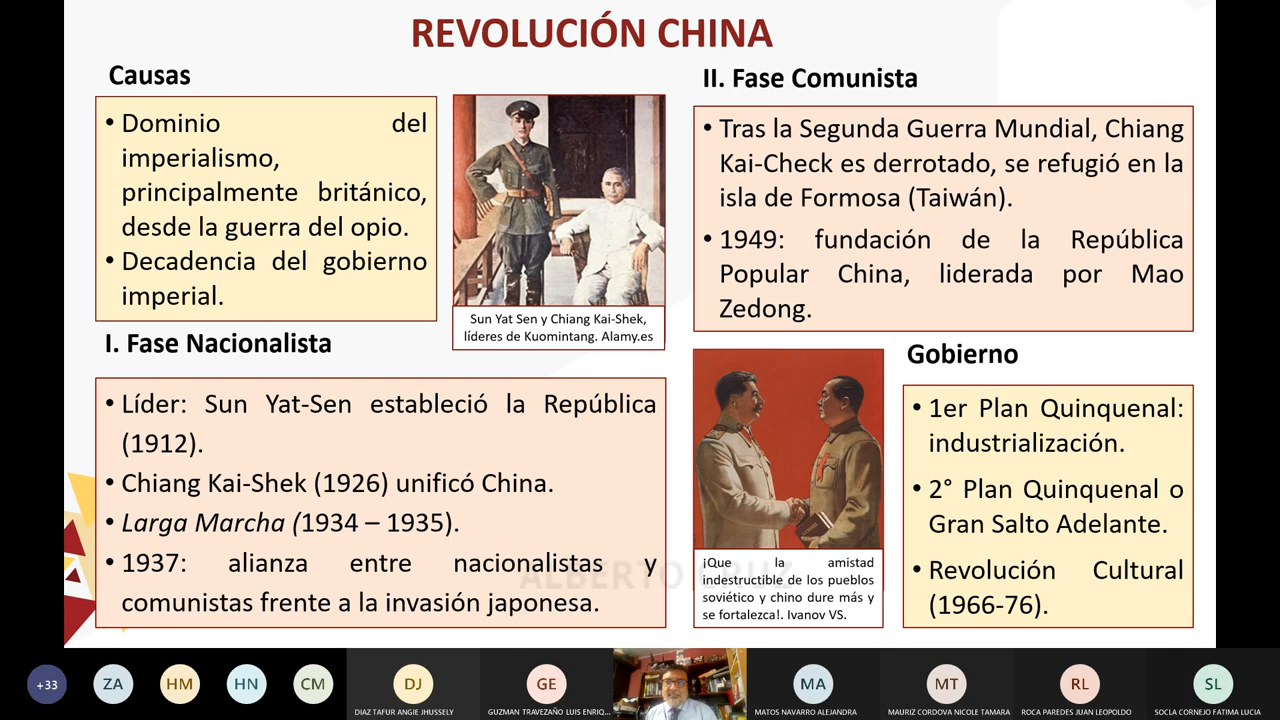 REVOLUCIÓN CHINA
Causas
• Dominio del
imperialismo,
principalmente británico,
desde la guerra del opio.
• Decadencia del gobierno
imperial.
Sun Yat Sen y Chiang Kai-Shek,
líderes de Kuomintang. Alamy.es
I. Fase Nacionalista
• Líder: Sun Yat-Sen estableció la República
(1912).
• Chiang Kai-Shek (1926) unificó China.
• Larga Marcha (1934 – 1935).
• 1937: alianza entre nacionalistas y
comunistas frente a la invasión japonesa.
II. Fase Comunista
• Tras la Segunda Guerra Mundial, Chiang
Kai-Check es derrotado, se refugió en la
isla de Formosa (Taiwán).
• 1949: fundación de la República
Popular China, liderada por Mao
Zedong.
¡Que la amistad
indestructible de los pueblos
soviético y chino dure más y
se fortalezca!. Ivanov VS.
Gobierno
• 1er Plan Quinquenal:
industrialización.
• 2° Plan Quinquenal o
Gran Salto Adelante.
• Revolución Cultural
(1966-76).
ALBERTO CRUZ
+33
ZA
HM
HN
CM
DJ
DIAZ TAFUR ANGIE JHUSSELY
GE
GUZMAN TRAVEZAÑO LUIS ENRIQ...
MA
MATOS NAVARRO ALEJANDRA
MT
MAURIZ CORDOVA NICOLE TAMARA
RL
ROCA PAREDES JUAN LEOPOLDO
SL
SOCLA CORNEJO FATIMA LUCIA